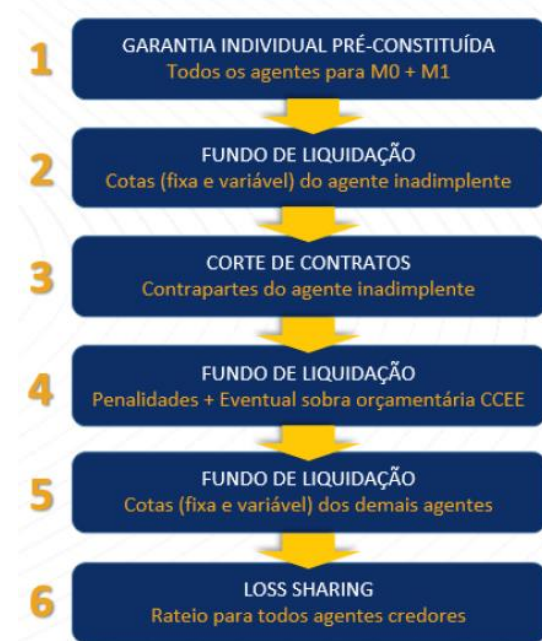 1
GARANTIA INDIVIDUAL PRÉ-CONSTITUÍDA
Todos os agentes para M0 + M1
2
FUNDO DE LIQUIDAÇÃO
Cotas (fixa e variável) do agente inadimplente
3
CORTE DE CONTRATOS
Contrapartes do agente inadimplente
4
FUNDO DE LIQUIDAÇÃO
Penalidades + Eventual sobra orçamentária CCEE
5
FUNDO DE LIQUIDAÇÃO
Cotas (fixa e variável) dos demais agentes
6
LOSS SHARING
Rateio para todos agentes credores